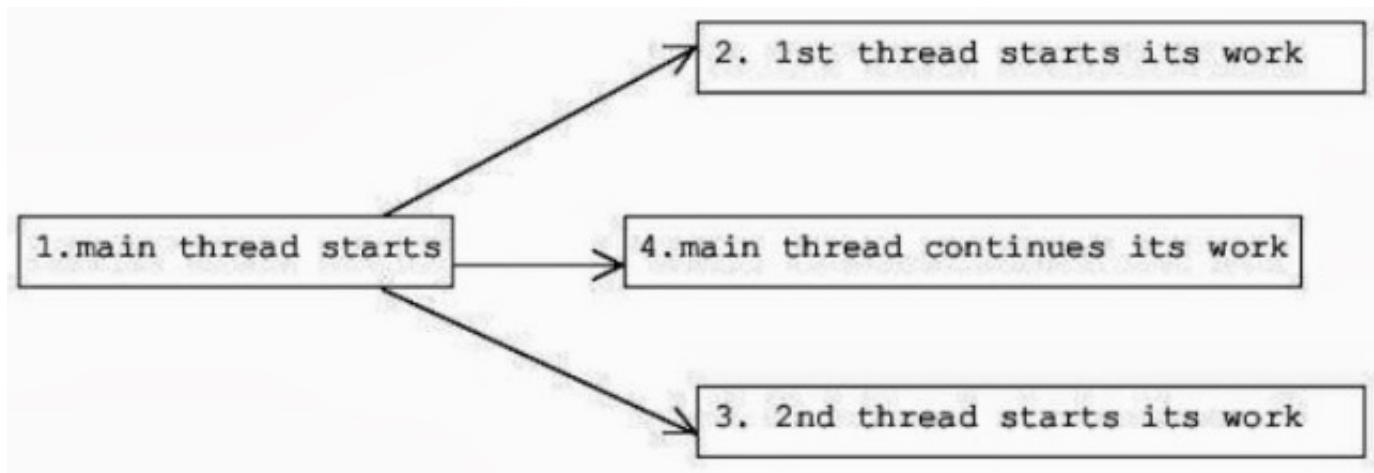 2. 1st thread starts its work
1.main thread starts
4.main thread continues its work
3. 2nd thread starts its work